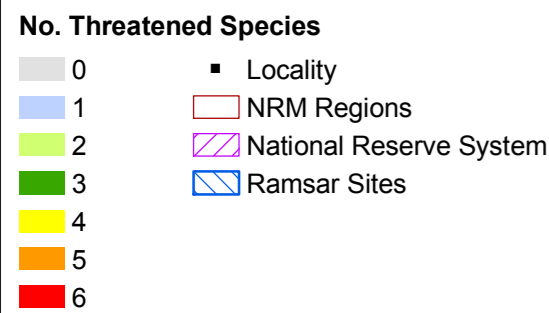 No. Threatened Species
0
1
2
3
4
5
6
Locality
NRM Regions
National Reserve System
Ramsar Sites